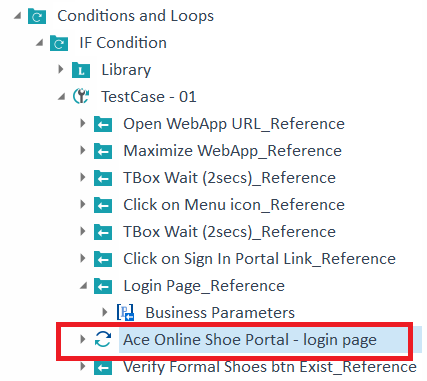 Conditions and Loops
IF Condition
L Library
TestCase - 01
Open WebApp URL_Reference
Maximize WebApp_Reference
TBox Wait (2secs)_Reference
Click on Menu icon_Reference
TBox Wait (2secs)_Reference
Click on Sign In Portal Link_Reference
Login Page_Reference
Business Parameters
Ace Online Shoe Portal - login page
Verify Formal Shoes btn Exist_Reference